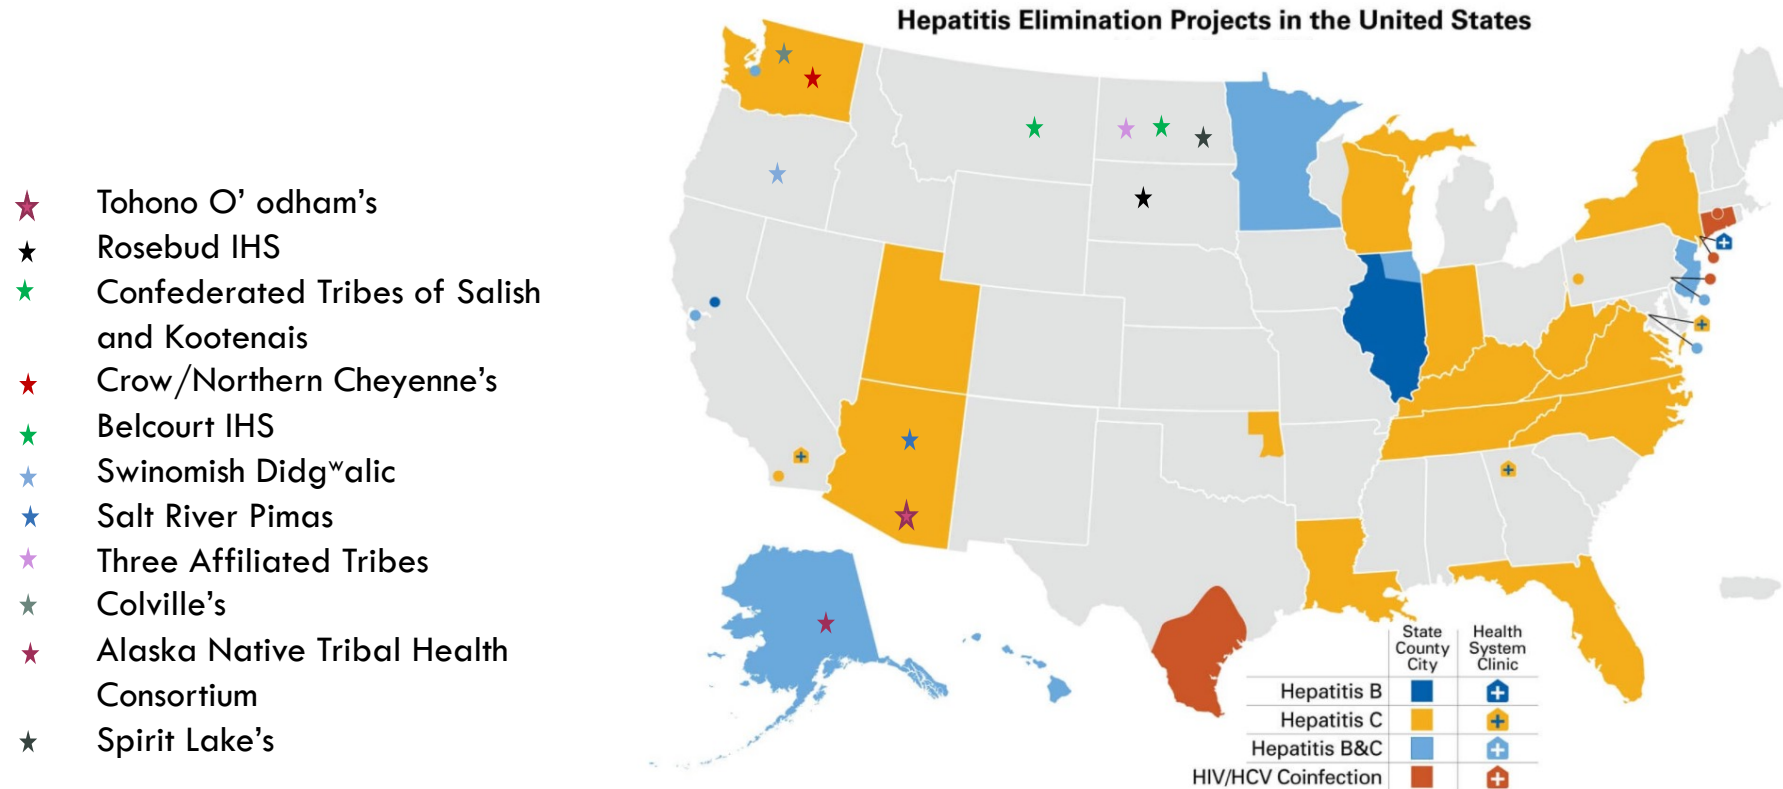 Hepatitis Elimination Projects in the United States
Tohono O’ odham’s
Rosebud IHS
Confederated Tribes of Salish
and Kootenais
Crow/Northern Cheyenne’s
Belcourt IHS
Swinomish Didgʷalic
Salt River Pimas
Three Affiliated Tribes
Colville’s
Alaska Native Tribal Health
Consortium
Spirit Lake’s
State
County
City
Health
System
Clinic
Hepatitis B
Hepatitis C
Hepatitis B&C
HIV/HCV Coinfection